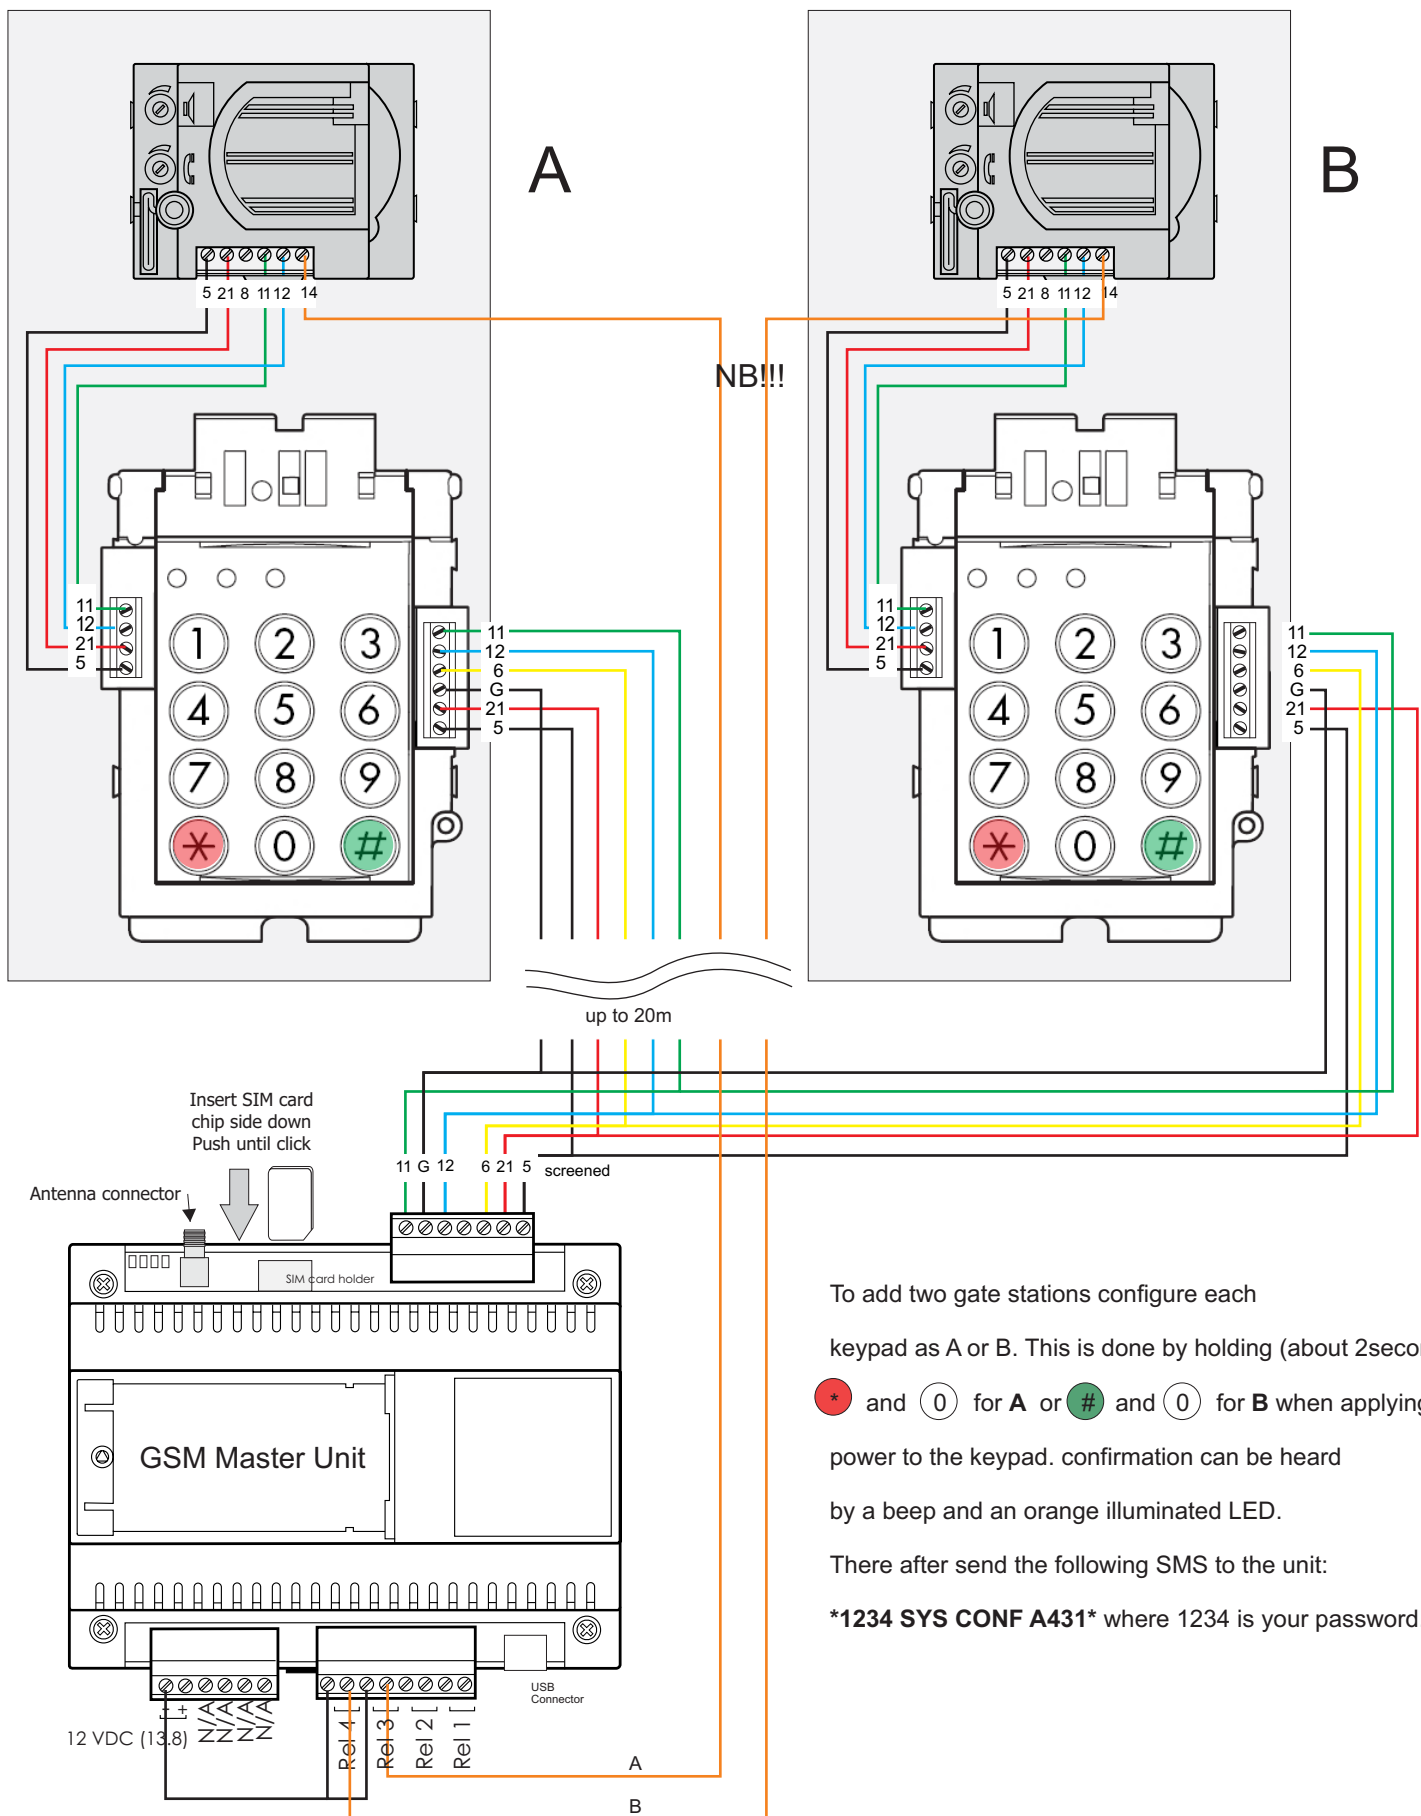 A
B
5 21 8 11 12 14
5 21 8 11 12 14
NB!!!
11
12
21
5
1 2 3
4 5 6
7 8 9
* 0 #
11
12
6
G
21
5
11
12
21
5
1 2 3
4 5 6
7 8 9
* 0 #
11
12
6
G
21
5
up to 20m
Insert SIM card
chip side down
Push until click
Antenna connector
11 G 12 6 21 5 screened
SIM card holder
GSM Master Unit
To add two gate stations configure each
keypad as A or B. This is done by holding (about 2secon
* and 0 for A or # and 0 for B when applying
power to the keypad. confirmation can be heard
by a beep and an orange illuminated LED.
There after send the following SMS to the unit:
*1234 SYS CONF A431* where 1234 is your password
USB
Connector
- +
N/A
N/A
N/A
N/A
12 VDC (13.8)
Rel 4
Rel 3
Rel 2
Rel 1
A
B